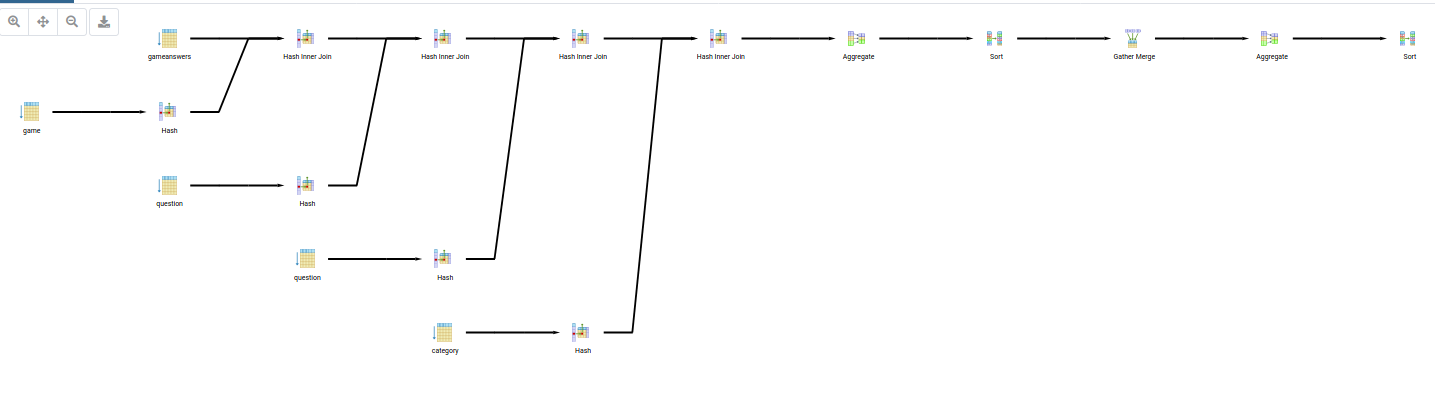 gameanswers
Hash Inner Join
Hash Inner Join
Hash Inner Join
Hash Inner Join
Aggregate
Sort
Gather Merge
Aggregate
Sort
game
Hash
question
Hash
question
Hash
category
Hash